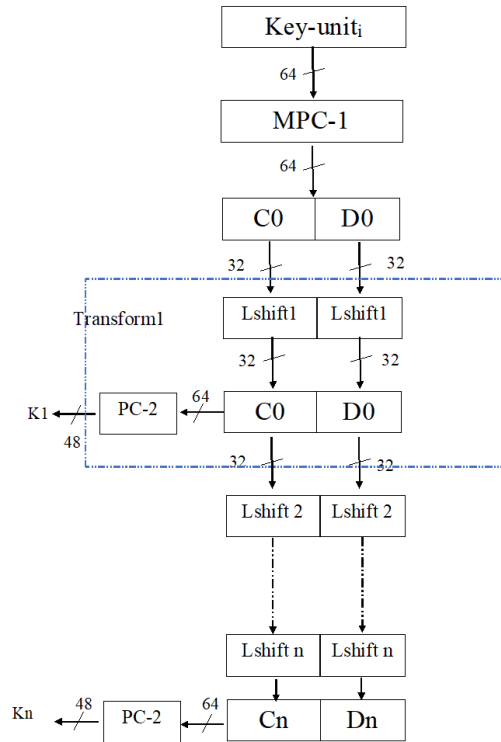 Key-uniti
64
MPC-1
64
C0 D0
32 32
Transform1
Lshift1 Lshift1
32 32
K1 48 PC-2 64 C0 D0
32 32
Lshift 2 Lshift 2
Lshift n Lshift n
Kn 48 PC-2 64 Cn Dn